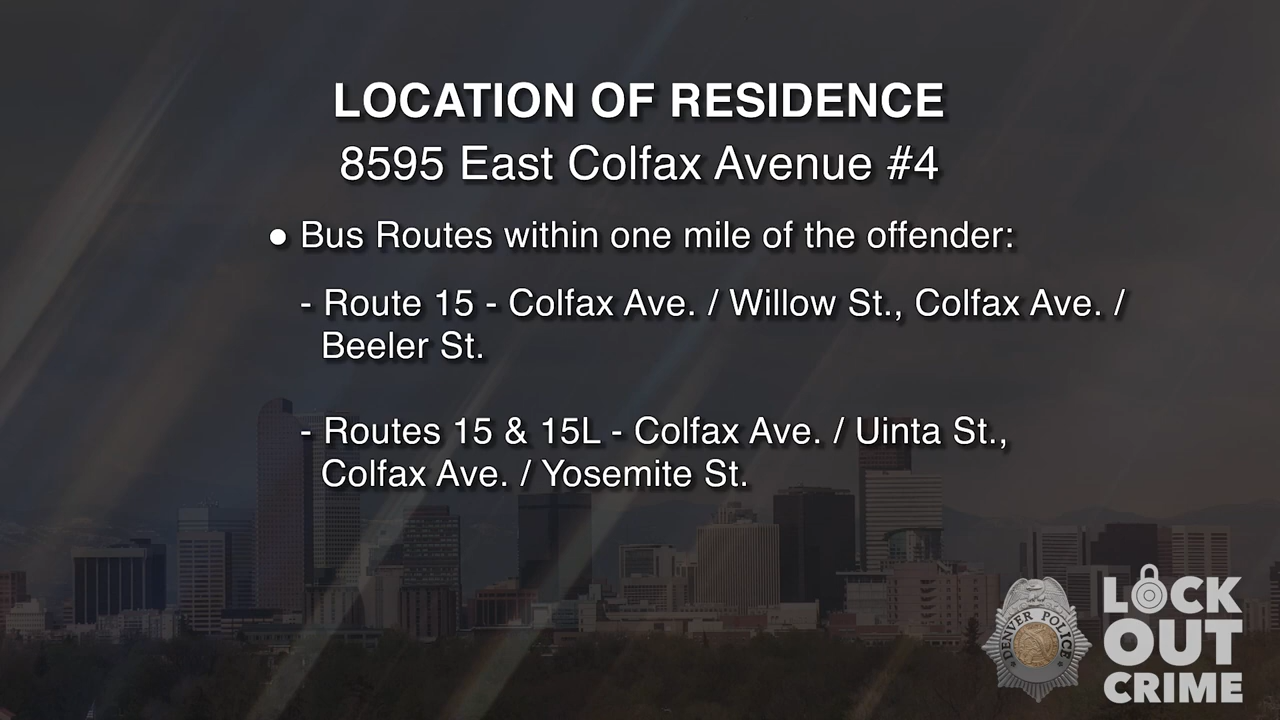 LOCATION OF RESIDENCE
8595 East Colfax Avenue #4
● Bus Routes within one mile of the offender:
- Route 15 - Colfax Ave. / Willow St., Colfax Ave. /
Beeler St.
- Routes 15 & 15L - Colfax Ave. / Uinta St.,
Colfax Ave. / Yosemite St.
DENVER POLICE
LOCK
OUT
CRIME